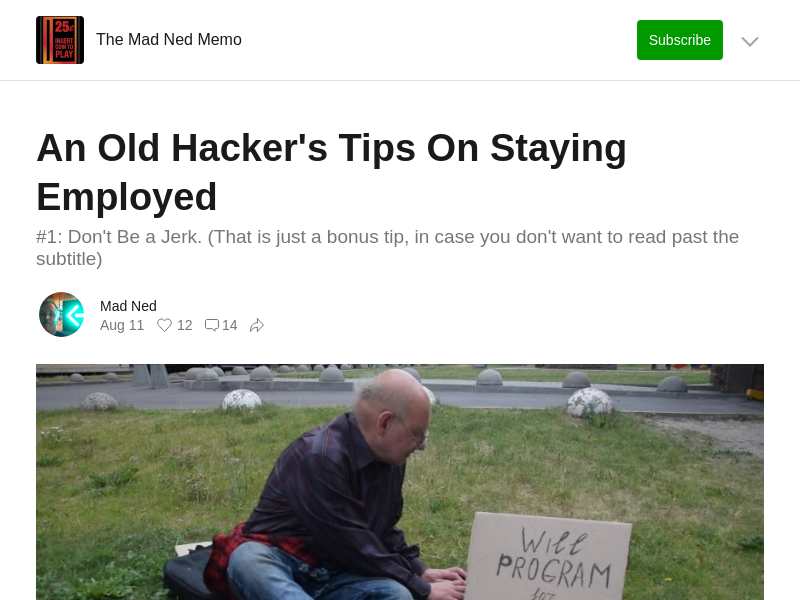 25¢
INSERT
COIN TO
PLAY
The Mad Ned Memo
Subscribe
An Old Hacker's Tips On Staying
Employed
#1: Don't Be a Jerk. (That is just a bonus tip, in case you don't want to read past the
subtitle)
Mad Ned
Aug 11 12 14
Will
PROGRAM
for